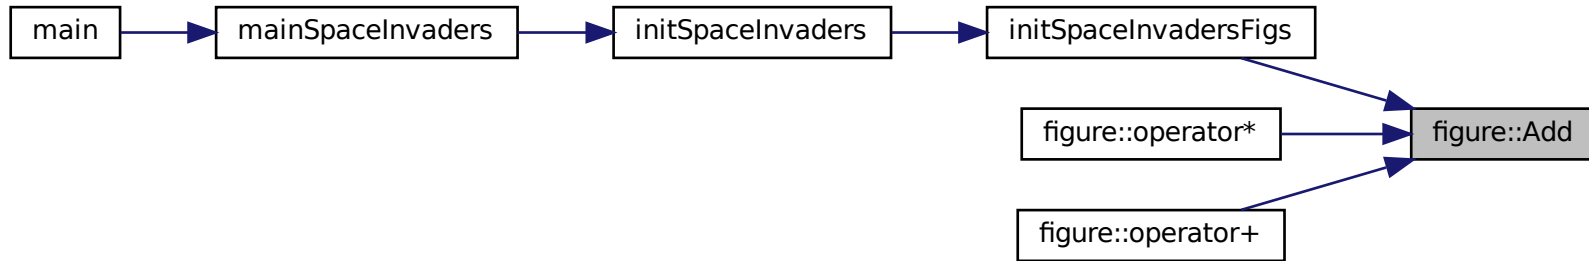 main
mainSpaceInvaders
initSpaceInvaders
initSpaceInvadersFigs
figure::operator*
figure::Add
figure::operator+